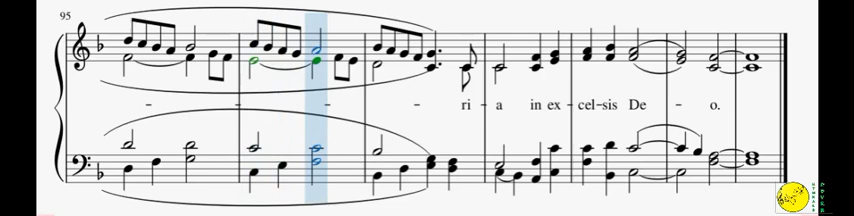 95
- - - ri - a in ex - cel - sis De - o.